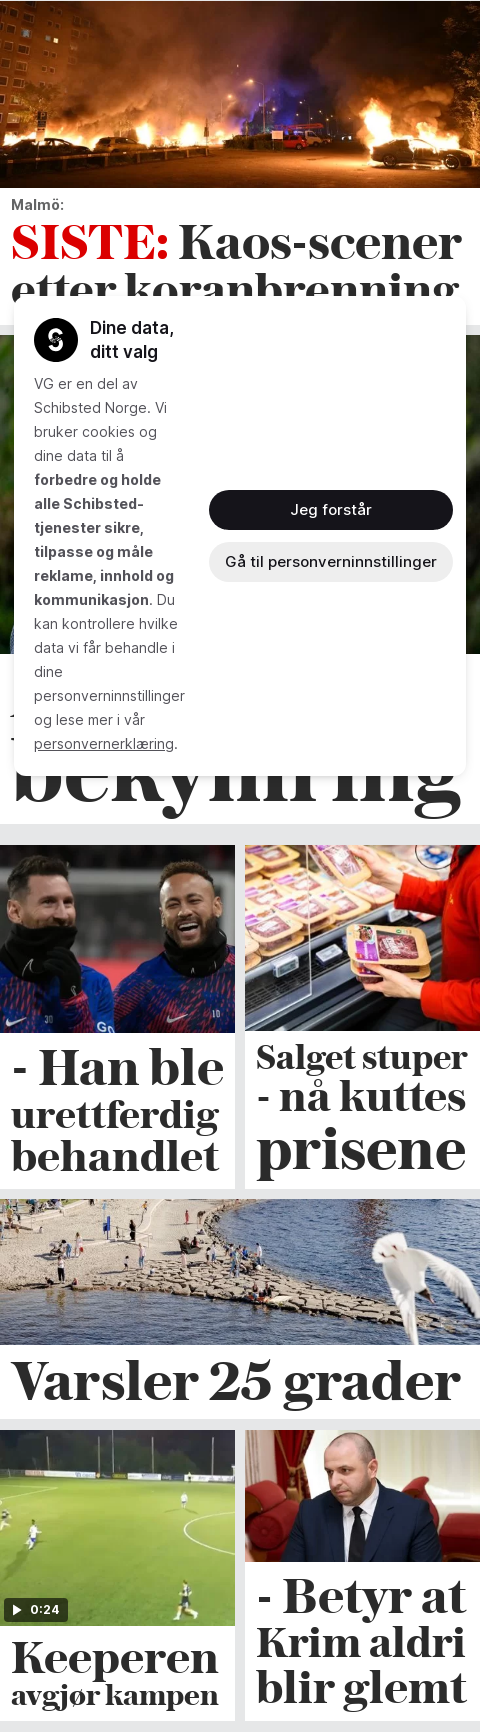 Malmö:
SISTE: Kaos-scener
etter koranbrenning
Dine data,
ditt valg
VG er en del av
Schibsted Norge. Vi
bruker cookies og
dine data til å
forbedre og holde
alle Schibsted-
tjenester sikre,
tilpasse og måle
reklame, innhold og
kommunikasjon. Du
kan kontrollere hvilke
data vi får behandle i
dine
personverninnstillinger
og lese mer i vår
personvernerklæring.
Jeg forstår
Gå til personverninnstillinger
- Han ble
urettferdig
behandlet
Salget stuper
- nå kuttes
prisene
Varsler 25 grader
0:24
Keeperen
avgjør kampen
- Betyr at
Krim aldri
blir glemt